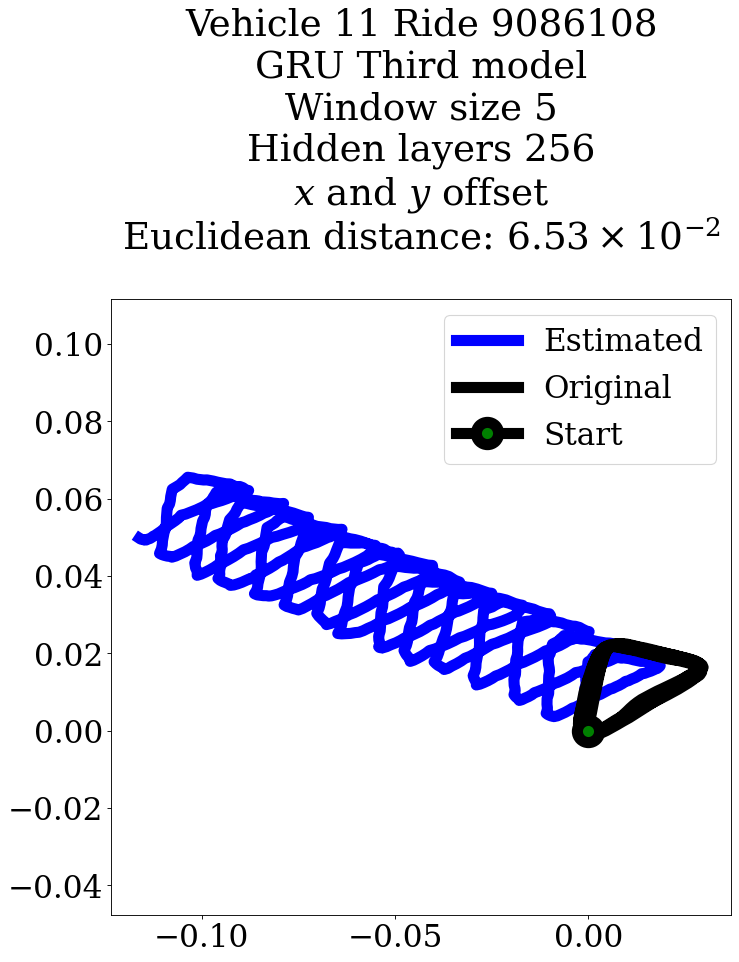 Vehicle 11 Ride 9086108
GRU Third model
Window size 5
Hidden layers 256
x and y offset
Euclidean distance: 6.53 × 10⁻²
Estimated
Original
Start
0.10
0.08
0.06
0.04
0.02
0.00
−0.02
−0.04
−0.10 −0.05 0.00